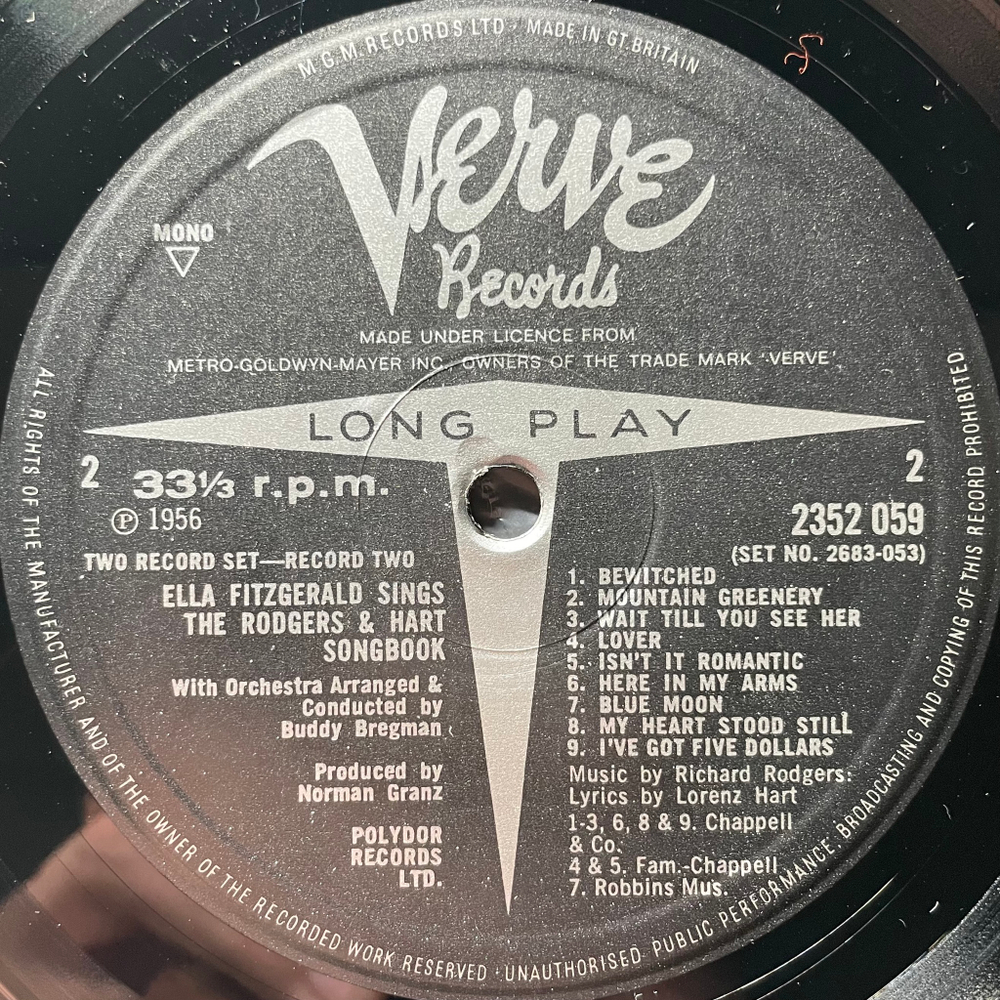 M.G.M RECORDS LTD · MADE IN GT. BRITAIN
Verve
Records
MONO
MADE UNDER LICENCE FROM
METRO-GOLDWYN-MAYER INC. OWNERS OF THE TRADE MARK 'VERVE'
LONG PLAY
2
33⅓ r.p.m.
Ⓟ 1956
TWO RECORD SET—RECORD TWO
ELLA FITZGERALD SINGS
THE RODGERS & HART
SONGBOOK
With Orchestra Arranged &
Conducted by
Buddy Bregman
Produced by
Norman Granz
POLYDOR
RECORDS
LTD.
2
2352 059
(SET NO. 2683-053)
1. BEWITCHED
2. MOUNTAIN GREENERY
3. WAIT TILL YOU SEE HER
4. LOVER
5. ISN'T IT ROMANTIC
6. HERE IN MY ARMS
7. BLUE MOON
8. MY HEART STOOD STILL
9. I'VE GOT FIVE DOLLARS
Music by Richard Rodgers:
Lyrics by Lorenz Hart
1-3, 6, 8 & 9. Chappell
& Co.
4 & 5. Fam.-Chappell
7. Robbins Mus.
ALL RIGHTS OF THE MANUFACTURER AND OF THE OWNER OF THE RECORDED WORK RESERVED · UNAUTHORISED PUBLIC PERFORMANCE, BROADCASTING AND COPYING OF THIS RECORD PROHIBITED.